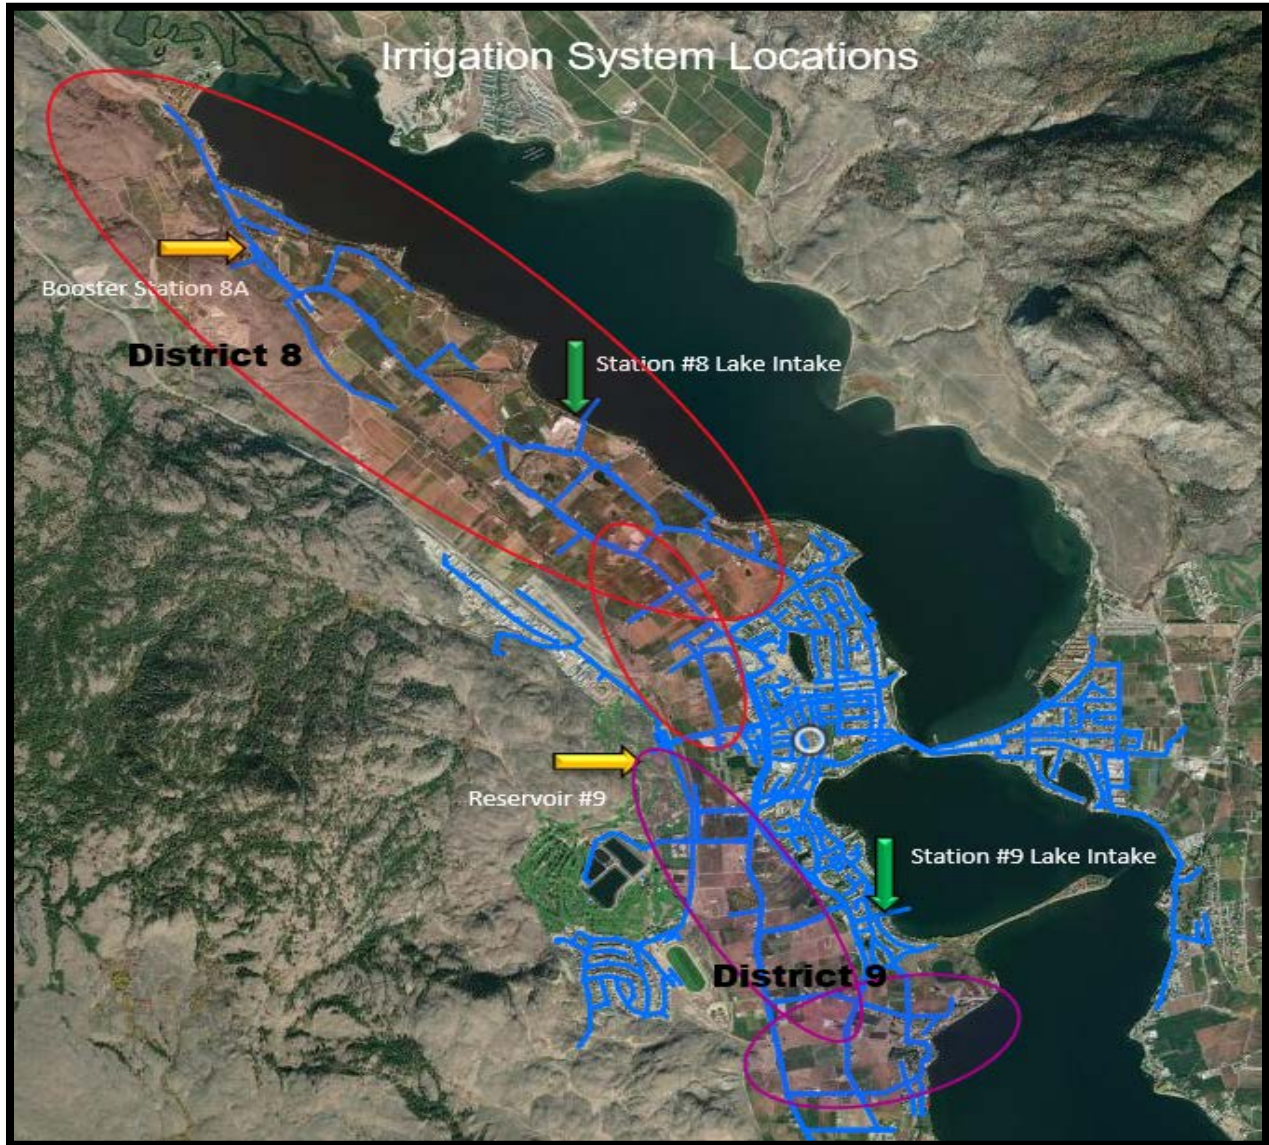 Irrigation System Locations
Booster Station 8A
District 8
Station #8 Lake Intake
Reservoir #9
Station #9 Lake Intake
District 9